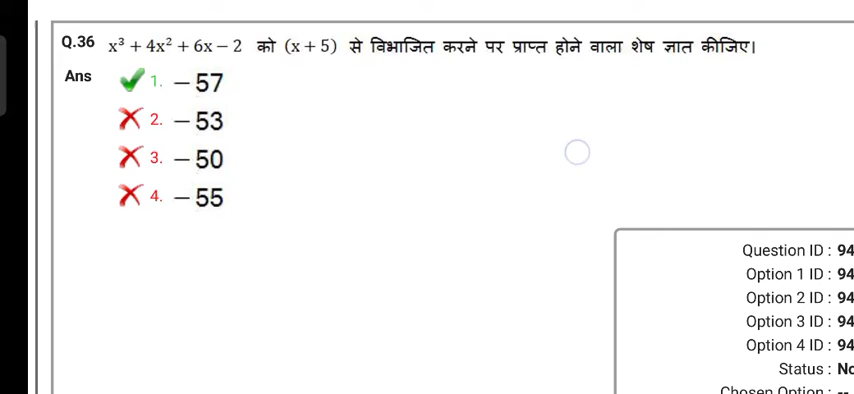 Q.36 x³ + 4x² + 6x − 2 को (x + 5) से विभाजित करने पर प्राप्त होने वाला शेष ज्ञात कीजिए।
Ans 1. − 57
2. − 53
3. − 50
4. − 55
Question ID : 94
Option 1 ID : 94
Option 2 ID : 94
Option 3 ID : 94
Option 4 ID : 94
Status : No
Chosen Option : --